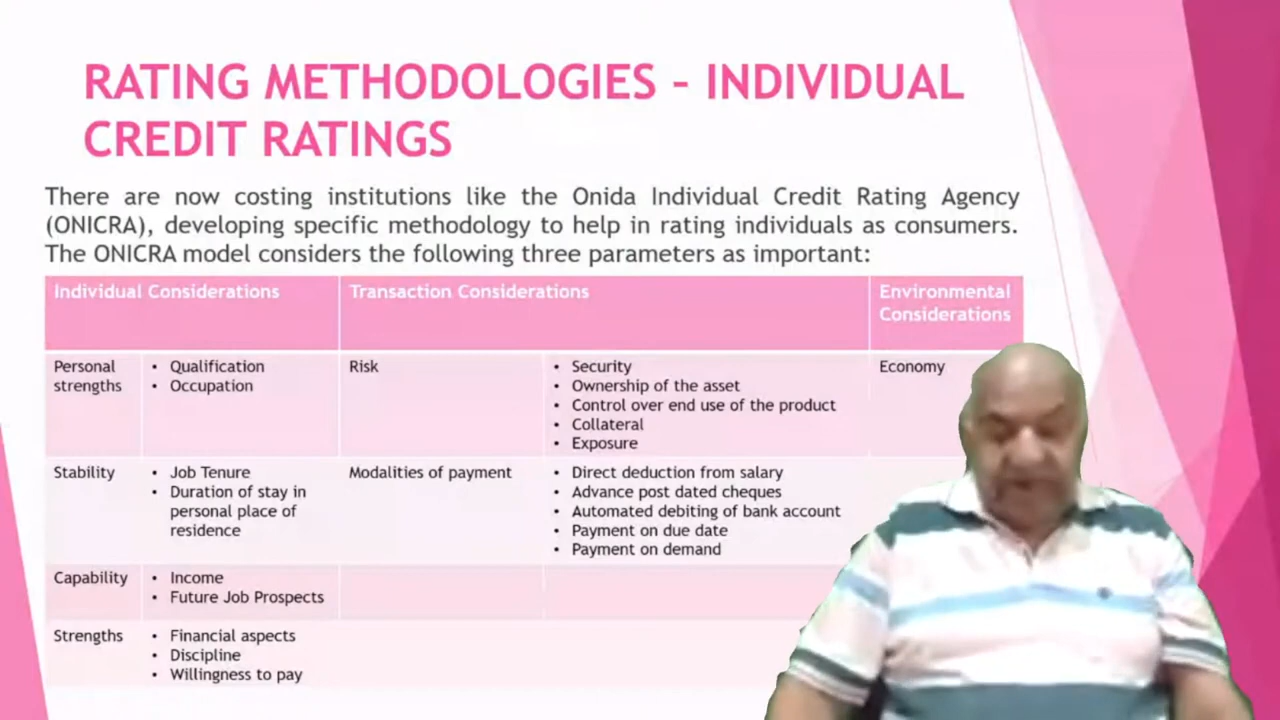 RATING METHODOLOGIES – INDIVIDUAL
CREDIT RATINGS
There are now costing institutions like the Onida Individual Credit Rating Agency
(ONICRA), developing specific methodology to help in rating individuals as consumers.
The ONICRA model considers the following three parameters as important:
Individual Considerations
Transaction Considerations
Environmental
Considerations
Personal
strengths
• Qualification
• Occupation
Risk
• Security
• Ownership of the asset
• Control over end use of the product
• Collateral
• Exposure
Economy
Stability
• Job Tenure
• Duration of stay in
personal place of
residence
Modalities of payment
• Direct deduction from salary
• Advance post dated cheques
• Automated debiting of bank account
• Payment on due date
• Payment on demand
Capability
• Income
• Future Job Prospects
Strengths
• Financial aspects
• Discipline
• Willingness to pay